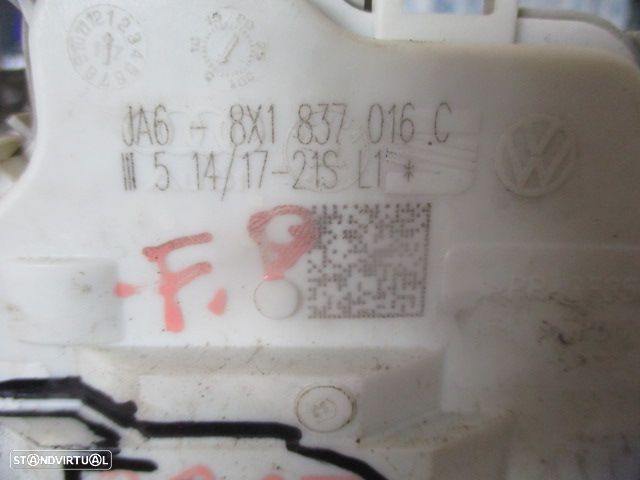 JA6 - 8X1 837 016 C
5 14/17-21S L1 *
F.P
STANDVIRTUAL